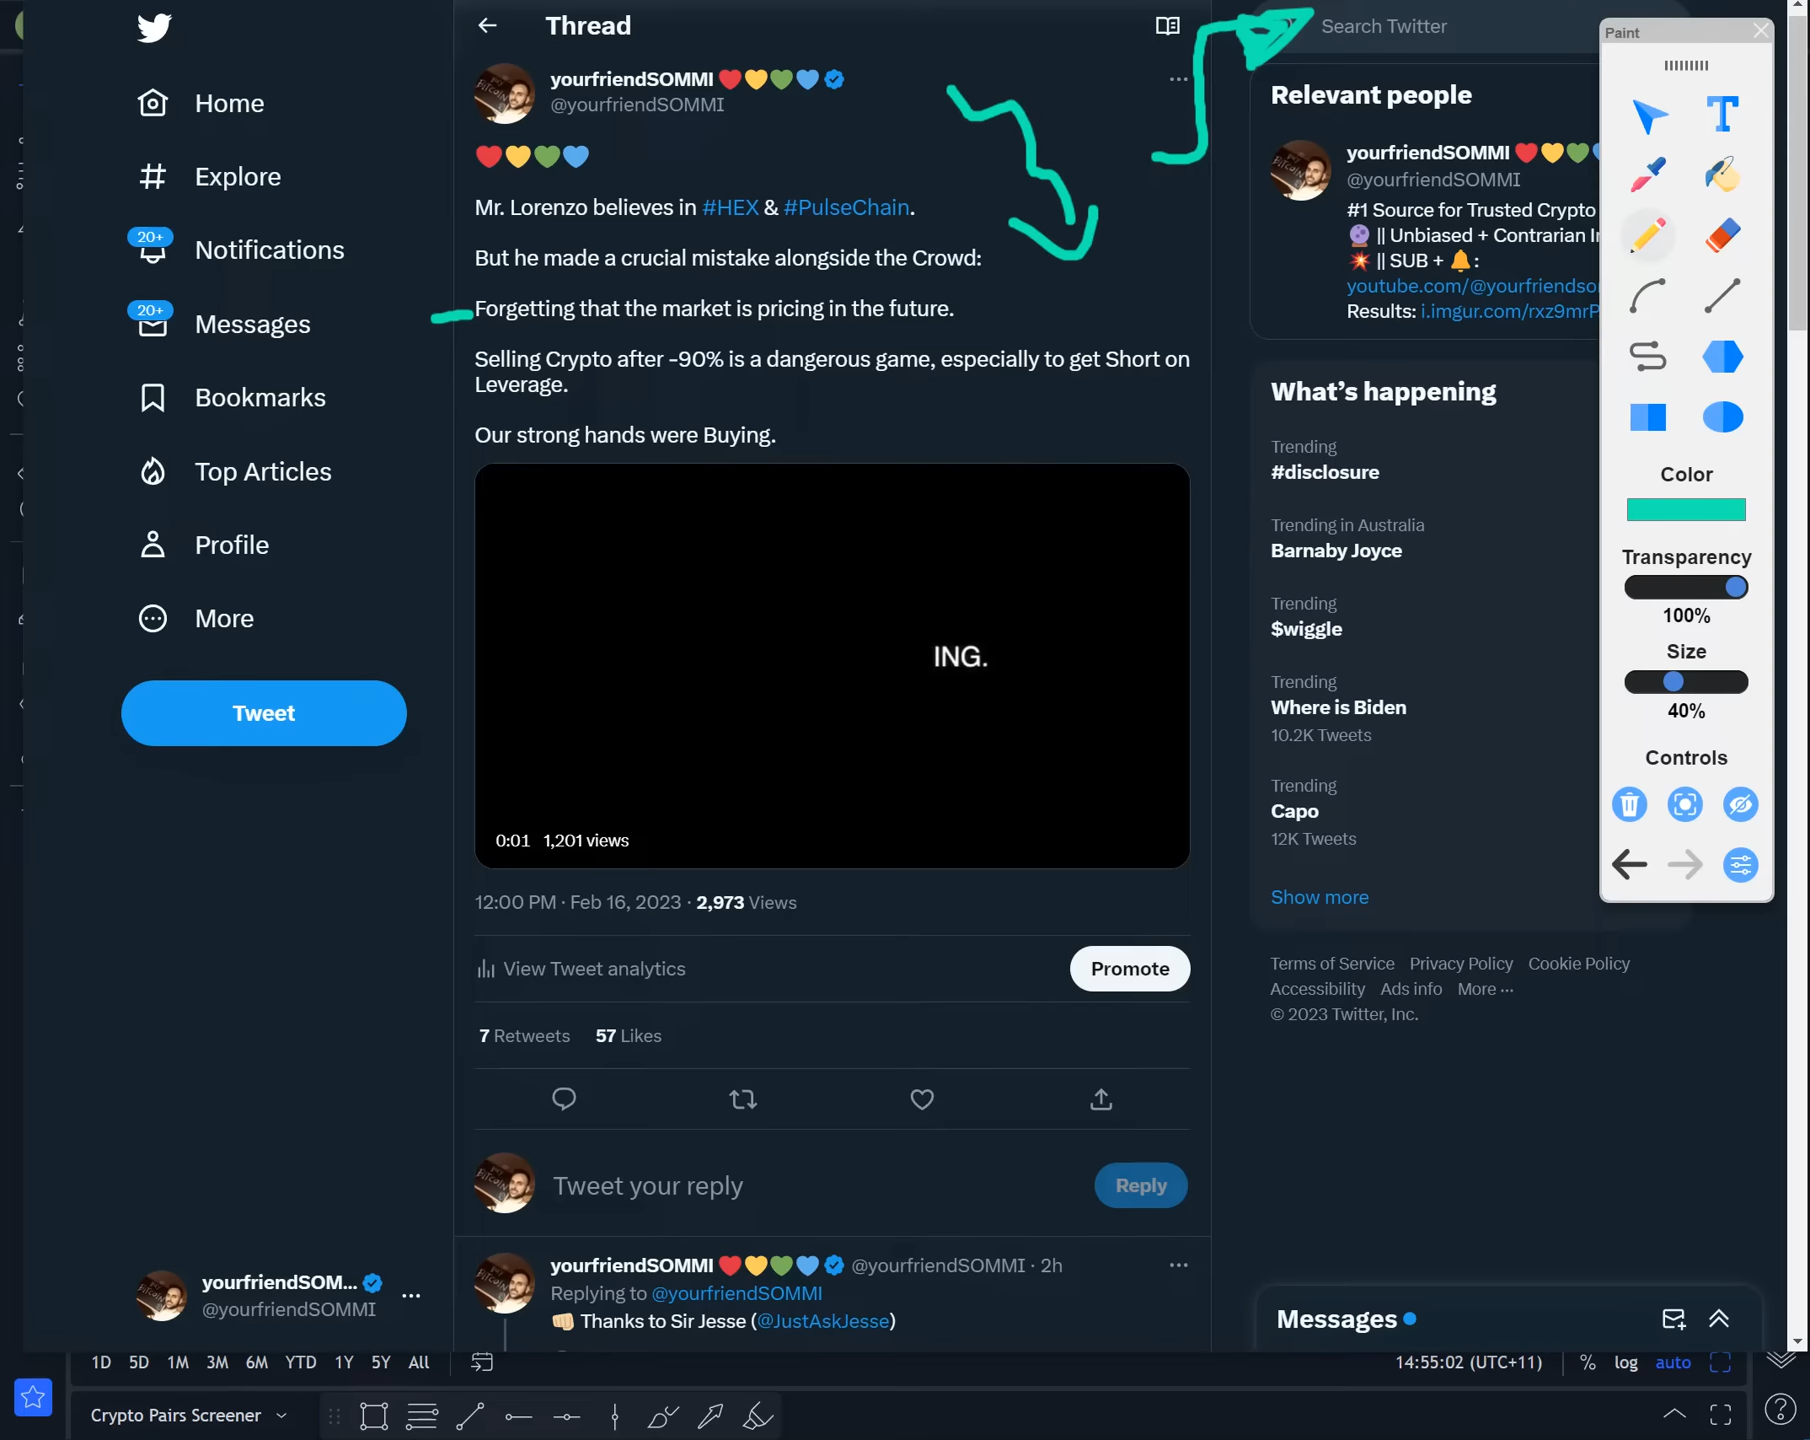 Home
Explore
20+
Notifications
20+
Messages
Bookmarks
Top Articles
Profile
More
Tweet
yourfriendSOM...
@yourfriendSOMMI
Thread
yourfriendSOMMI
@yourfriendSOMMI
Mr. Lorenzo believes in #HEX & #PulseChain.
But he made a crucial mistake alongside the Crowd:
Forgetting that the market is pricing in the future.
Selling Crypto after -90% is a dangerous game, especially to get Short on
Leverage.
Our strong hands were Buying.
ING.
0:01 1,201 views
12:00 PM · Feb 16, 2023 · 2,973 Views
View Tweet analytics
Promote
7 Retweets 57 Likes
Tweet your reply
Reply
yourfriendSOMMI @yourfriendSOMMI · 2h
Replying to @yourfriendSOMMI
Thanks to Sir Jesse (@JustAskJesse)
Search Twitter
Relevant people
yourfriendSOMMI
@yourfriendSOMMI
#1 Source for Trusted Crypto
|| Unbiased + Contrarian
|| SUB + :
youtube.com/@yourfriendso
Results: i.imgur.com/rxz9mrP
What's happening
Trending
#disclosure
Trending in Australia
Barnaby Joyce
Trending
$wiggle
Trending
Where is Biden
10.2K Tweets
Trending
Capo
12K Tweets
Show more
Terms of Service Privacy Policy Cookie Policy
Accessibility Ads info More ...
© 2023 Twitter, Inc.
Messages
Paint
T
Color
Transparency
100%
Size
40%
Controls
1D 5D 1M 3M 6M YTD 1Y 5Y All
14:55:02 (UTC+11) % log auto
Crypto Pairs Screener